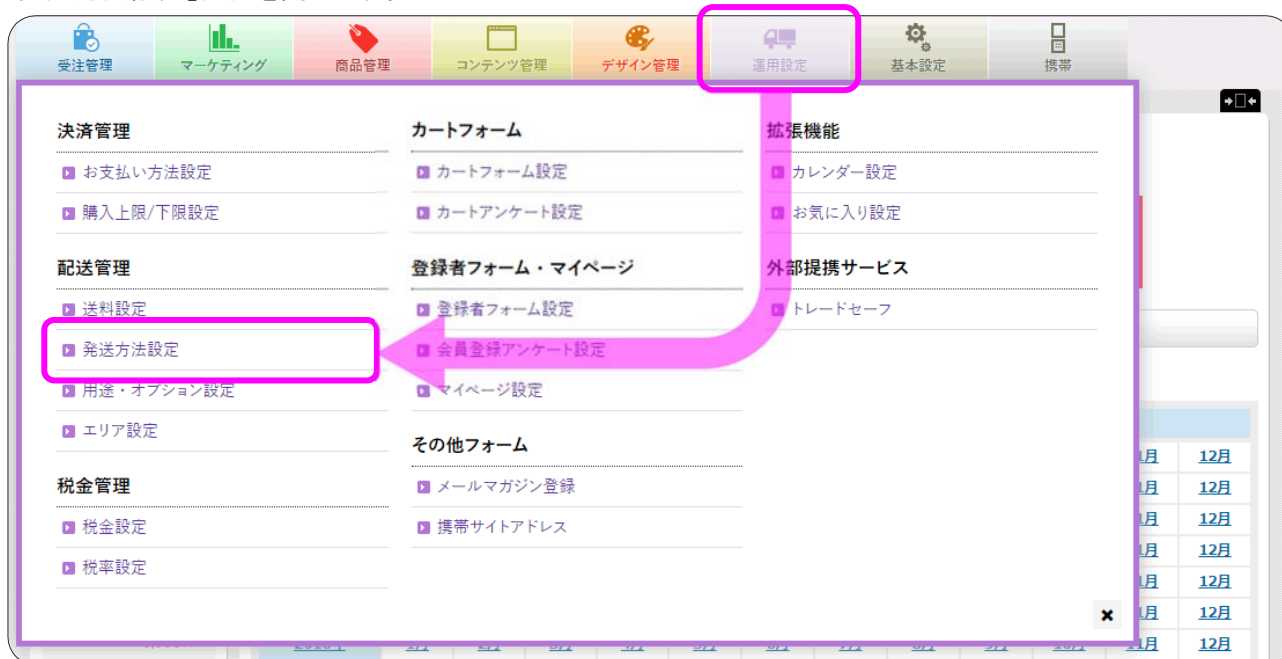 受注管理 マーケティング 商品管理 コンテンツ管理 デザイン管理 運用設定 基本設定 携帯
決済管理 カートフォーム 拡張機能
お支払い方法設定 カートフォーム設定 カレンダー設定
購入上限/下限設定 カートアンケート設定 お気に入り設定
配送管理 登録者フォーム・マイページ 外部提携サービス
送料設定 登録者フォーム設定 トレードセーフ
発送方法設定 会員登録アンケート設定
用途・オプション設定 マイページ設定
エリア設定
その他フォーム
税金管理 メールマガジン登録
税金設定 携帯サイトアドレス
税率設定
12月
12月
12月
12月
12月
12月
11月 12月